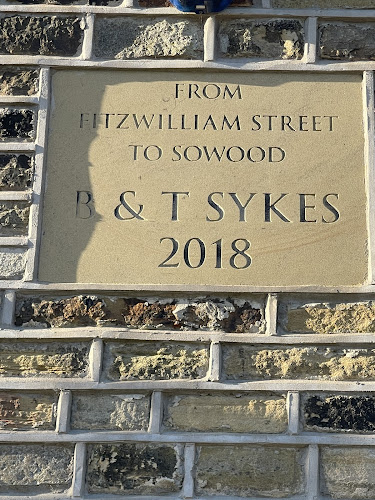 FROM
FITZWILLIAM STREET
TO SOWOOD
B & T SYKES
2018